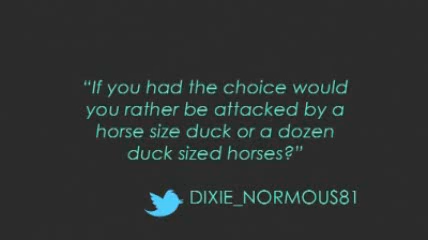 “If you had the choice would
you rather be attacked by a
horse size duck or a dozen
duck sized horses?”
DIXIE_NORMOUS81